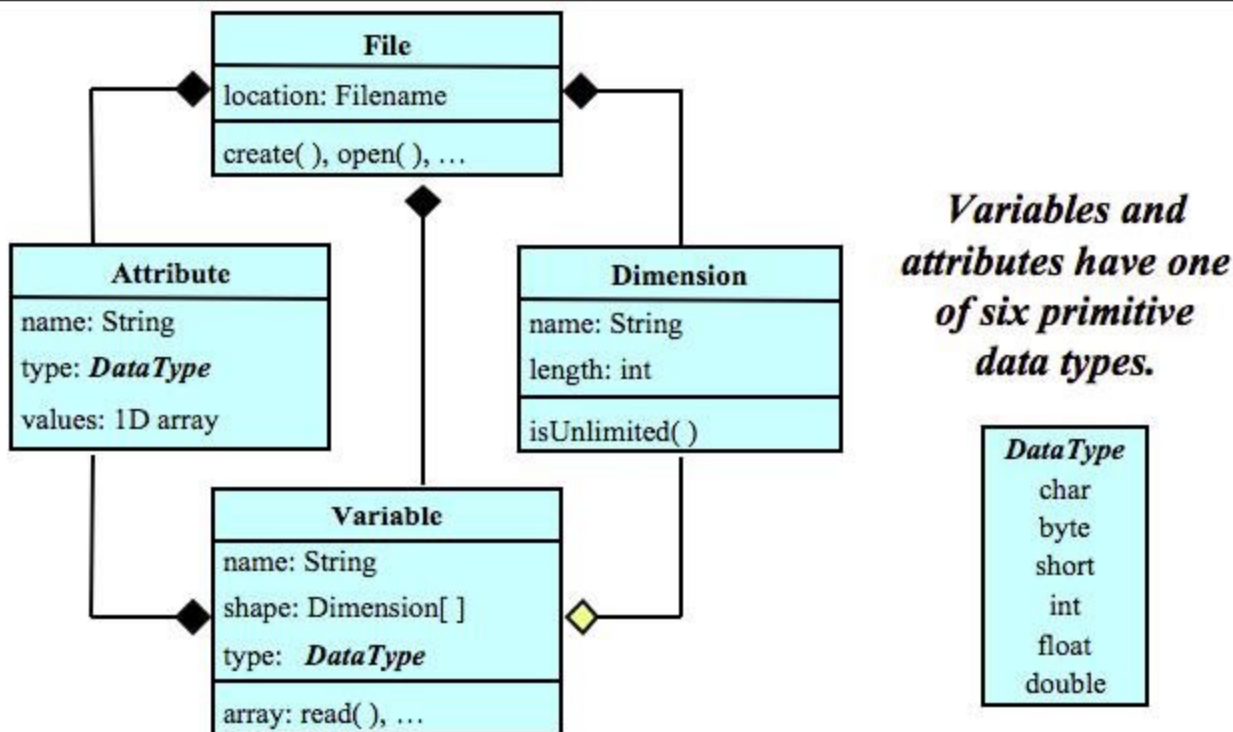 File
location: Filename
create( ), open( ), ...
Attribute
name: String
type: DataType
values: 1D array
Dimension
name: String
length: int
isUnlimited( )
Variable
name: String
shape: Dimension[ ]
type: DataType
array: read( ), ...
Variables and
attributes have one
of six primitive
data types.
DataType
char
byte
short
int
float
double